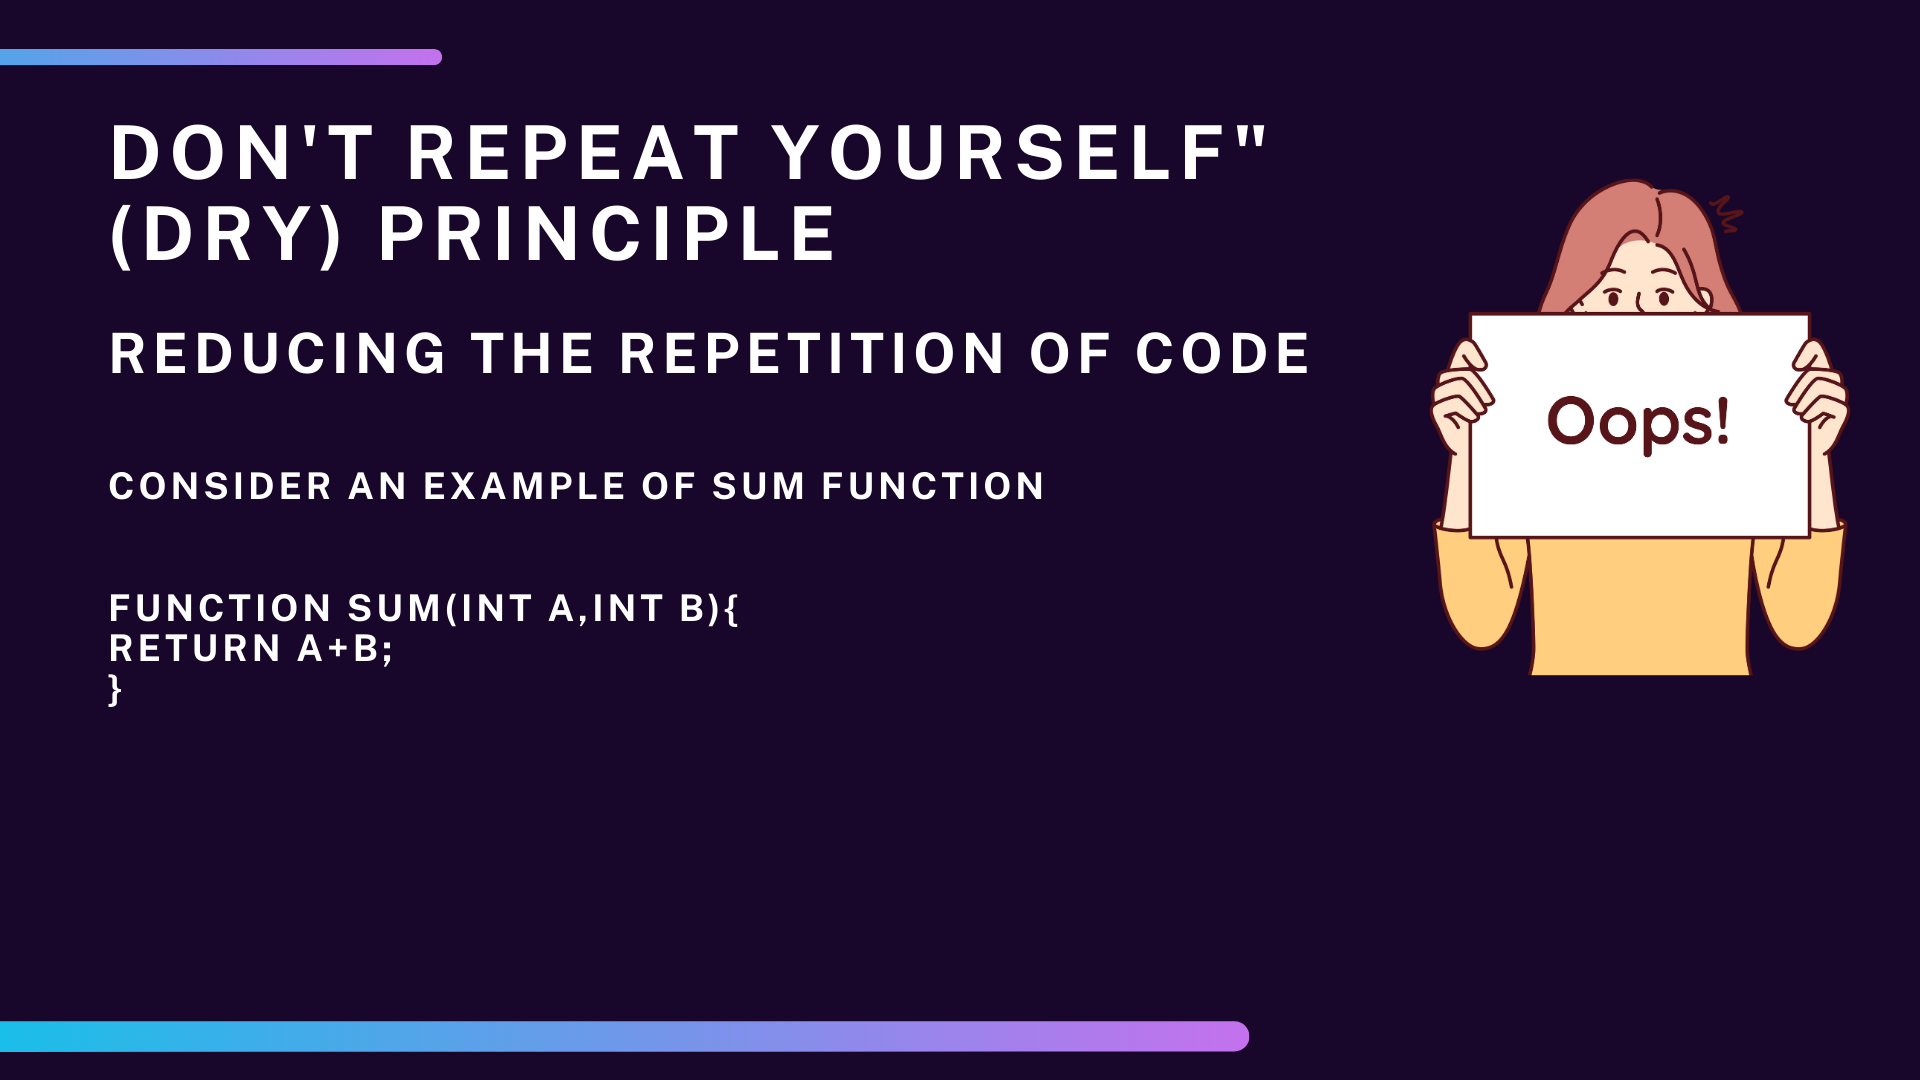 DON'T REPEAT YOURSELF"
(DRY) PRINCIPLE
REDUCING THE REPETITION OF CODE
CONSIDER AN EXAMPLE OF SUM FUNCTION
FUNCTION SUM(INT A,INT B){
RETURN A+B;
}
Oops!